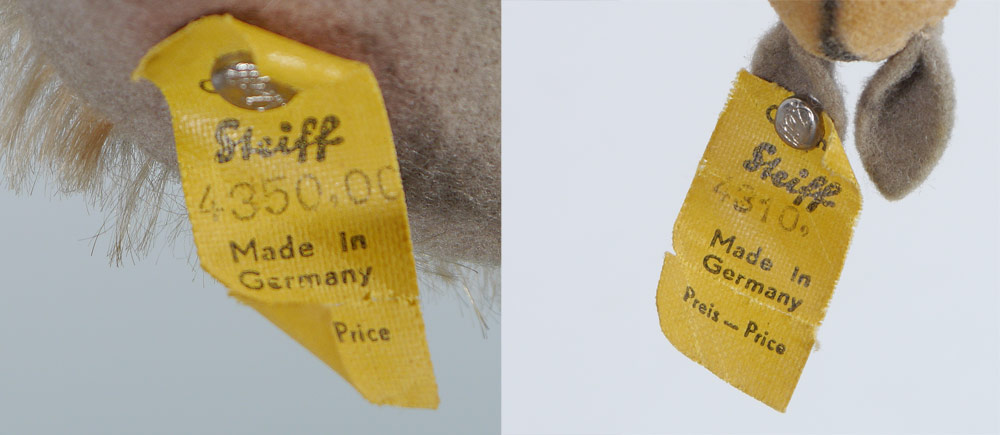 Steiff
4350,00
Made in
Germany
Price
Steiff
4310,
Made in
Germany
Preis – Price